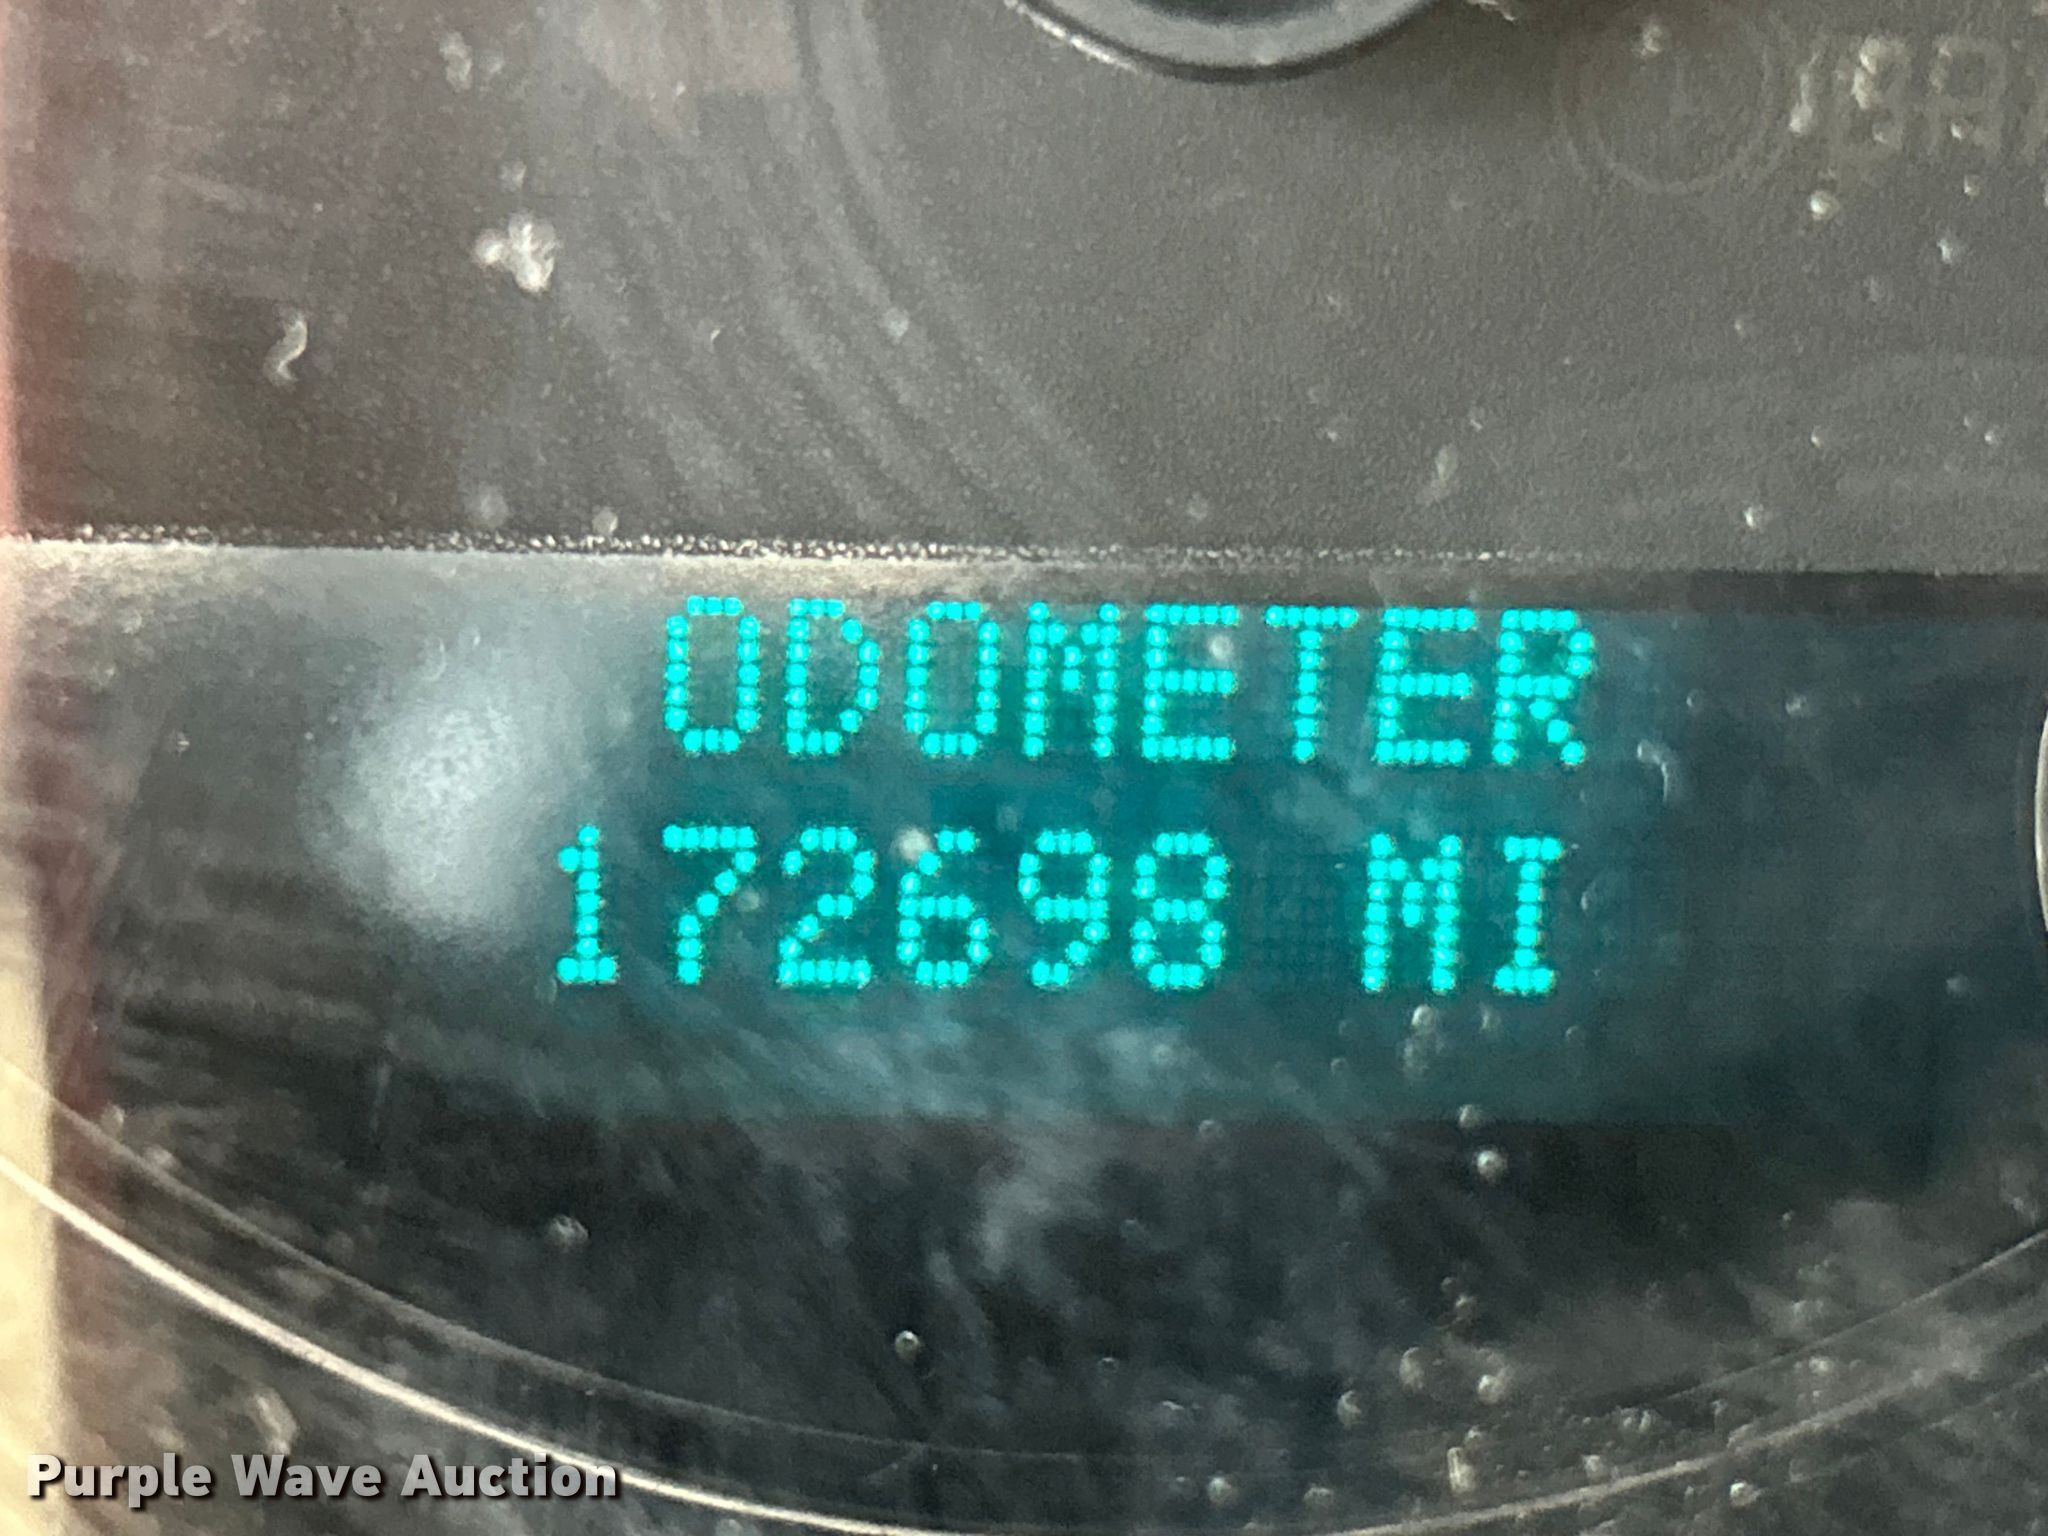 ODOMETER
172698 MI
Purple Wave Auction